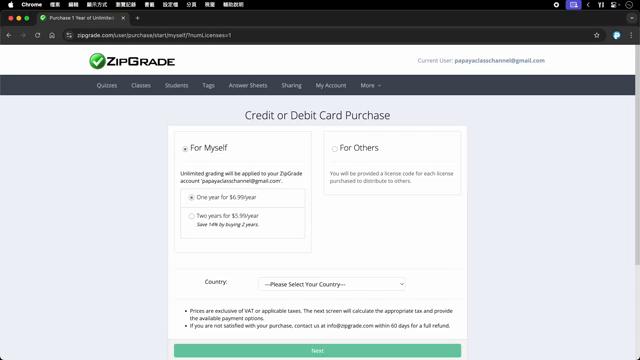 Chrome 檔案 編輯 顯示方式 瀏覽記錄 書籤 設定檔 分頁 視窗 輔助說明
Purchase 1 Year of Unlimited
zipgrade.com/user/purchase/start/myself/?numLicenses=1
ZIPGRADE
Current User: papayaclasschannel@gmail.com
Quizzes Classes Students Tags Answer Sheets Sharing My Account More
Credit or Debit Card Purchase
For Myself
Unlimited grading will be applied to your ZipGrade
account 'papayaclasschannel@gmail.com'.
One year for $6.99/year
Two years for $5.99/year
Save 14% by buying 2 years.
For Others
You will be provided a license code for each license
purchased to distribute to others.
Country:
---Please Select Your Country---
• Prices are exclusive of VAT or applicable taxes. The next screen will calculate the appropriate tax and provide
the available payment options.
• If you are not satisfied with your purchase, contact us at info@zipgrade.com within 60 days for a full refund.
Next